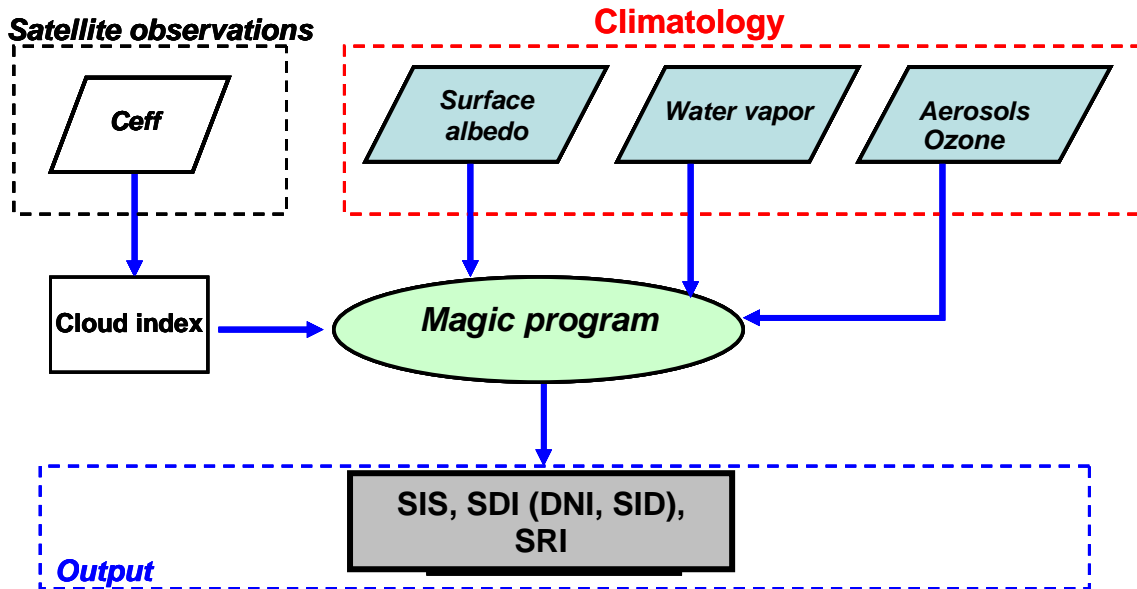 Satellite observations
Climatology
Ceff
Surface
albedo
Water vapor
Aerosols
Ozone
Cloud index
Magic program
SIS, SDI (DNI, SID),
SRI
Output